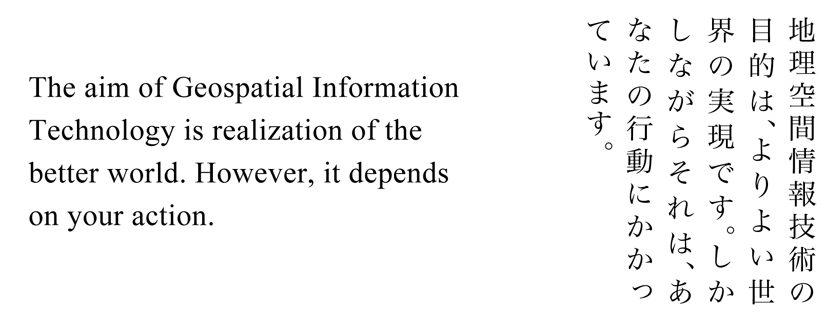 The aim of Geospatial Information
Technology is realization of the
better world. However, it depends
on your action.
地理空間情報技術の
目的は、よりよい世
界の実現です。しか
しながらそれは、あ
なたの行動にかかっ
ています。